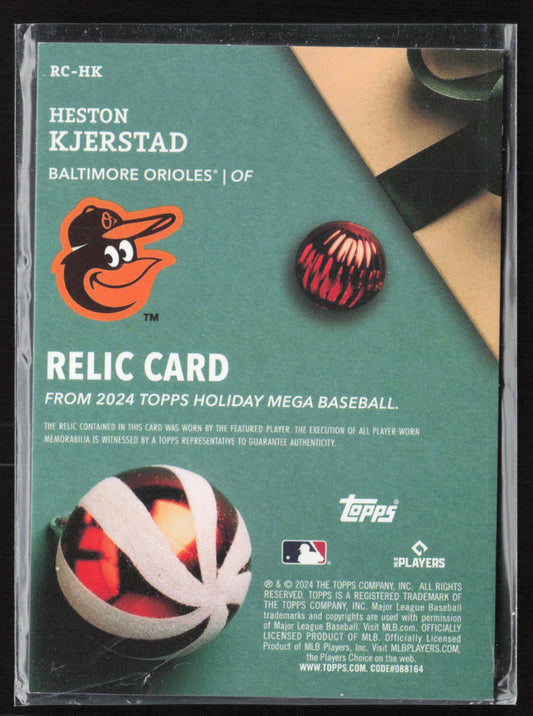 RC-HK
HESTON
KJERSTAD
BALTIMORE ORIOLES® | OF
O's
TM
RELIC CARD
FROM 2024 TOPPS HOLIDAY MEGA BASEBALL.
THE RELIC CONTAINED IN THIS CARD WAS WORN BY THE FEATURED PLAYER. THE EXECUTION OF ALL PLAYER-WORN
MEMORABILIA IS WITNESSED BY A TOPPS REPRESENTATIVE TO GUARANTEE AUTHENTICITY.
topps®
MLB PLAYERS
® & © 2024 THE TOPPS COMPANY, INC. ALL RIGHTS
RESERVED. TOPPS IS A REGISTERED TRADEMARK OF
THE TOPPS COMPANY, INC. Major League Baseball
trademarks and copyrights are used with permission
of Major League Baseball. Visit MLB.com. OFFICIALLY
LICENSED PRODUCT OF MLB. Officially Licensed
Product of MLB Players, Inc. Visit MLBPLAYERS.com,
the Players Choice on the web.
WWW.TOPPS.COM. CODE#D88164